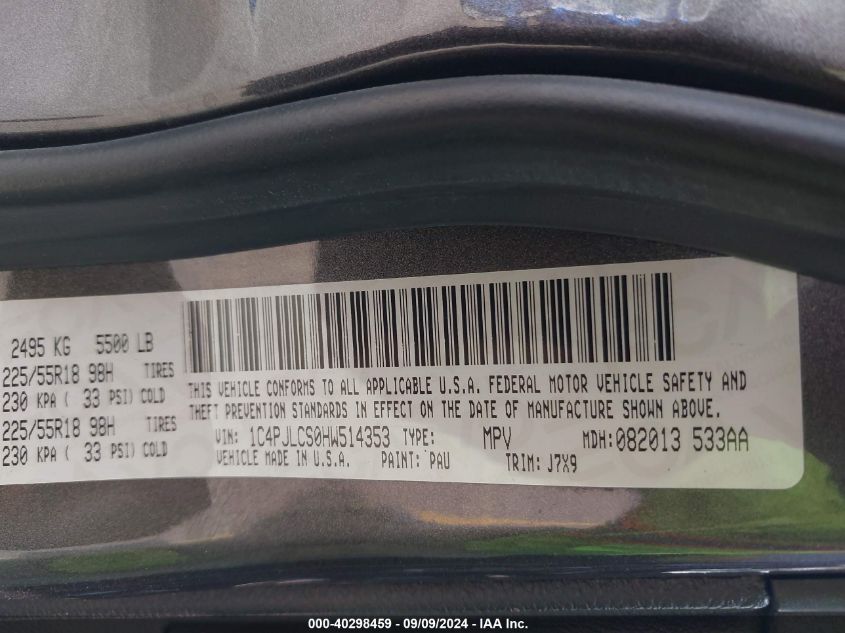 2495 KG 5500 LB
225/55R18 98H TIRES
230 KPA ( 33 PSI) COLD
225/55R18 98H TIRES
230 KPA ( 33 PSI) COLD
THIS VEHICLE CONFORMS TO ALL APPLICABLE U.S.A. FEDERAL MOTOR VEHICLE SAFETY AND
THEFT PREVENTION STANDARDS IN EFFECT ON THE DATE OF MANUFACTURE SHOWN ABOVE.
VIN: 1C4PJLCS0HW514353 TYPE: MPV MDH: 082013 533AA
VEHICLE MADE IN U.S.A. PAINT: PAU TRIM: J7X9
000-40298459 - 09/09/2024 - IAA Inc.